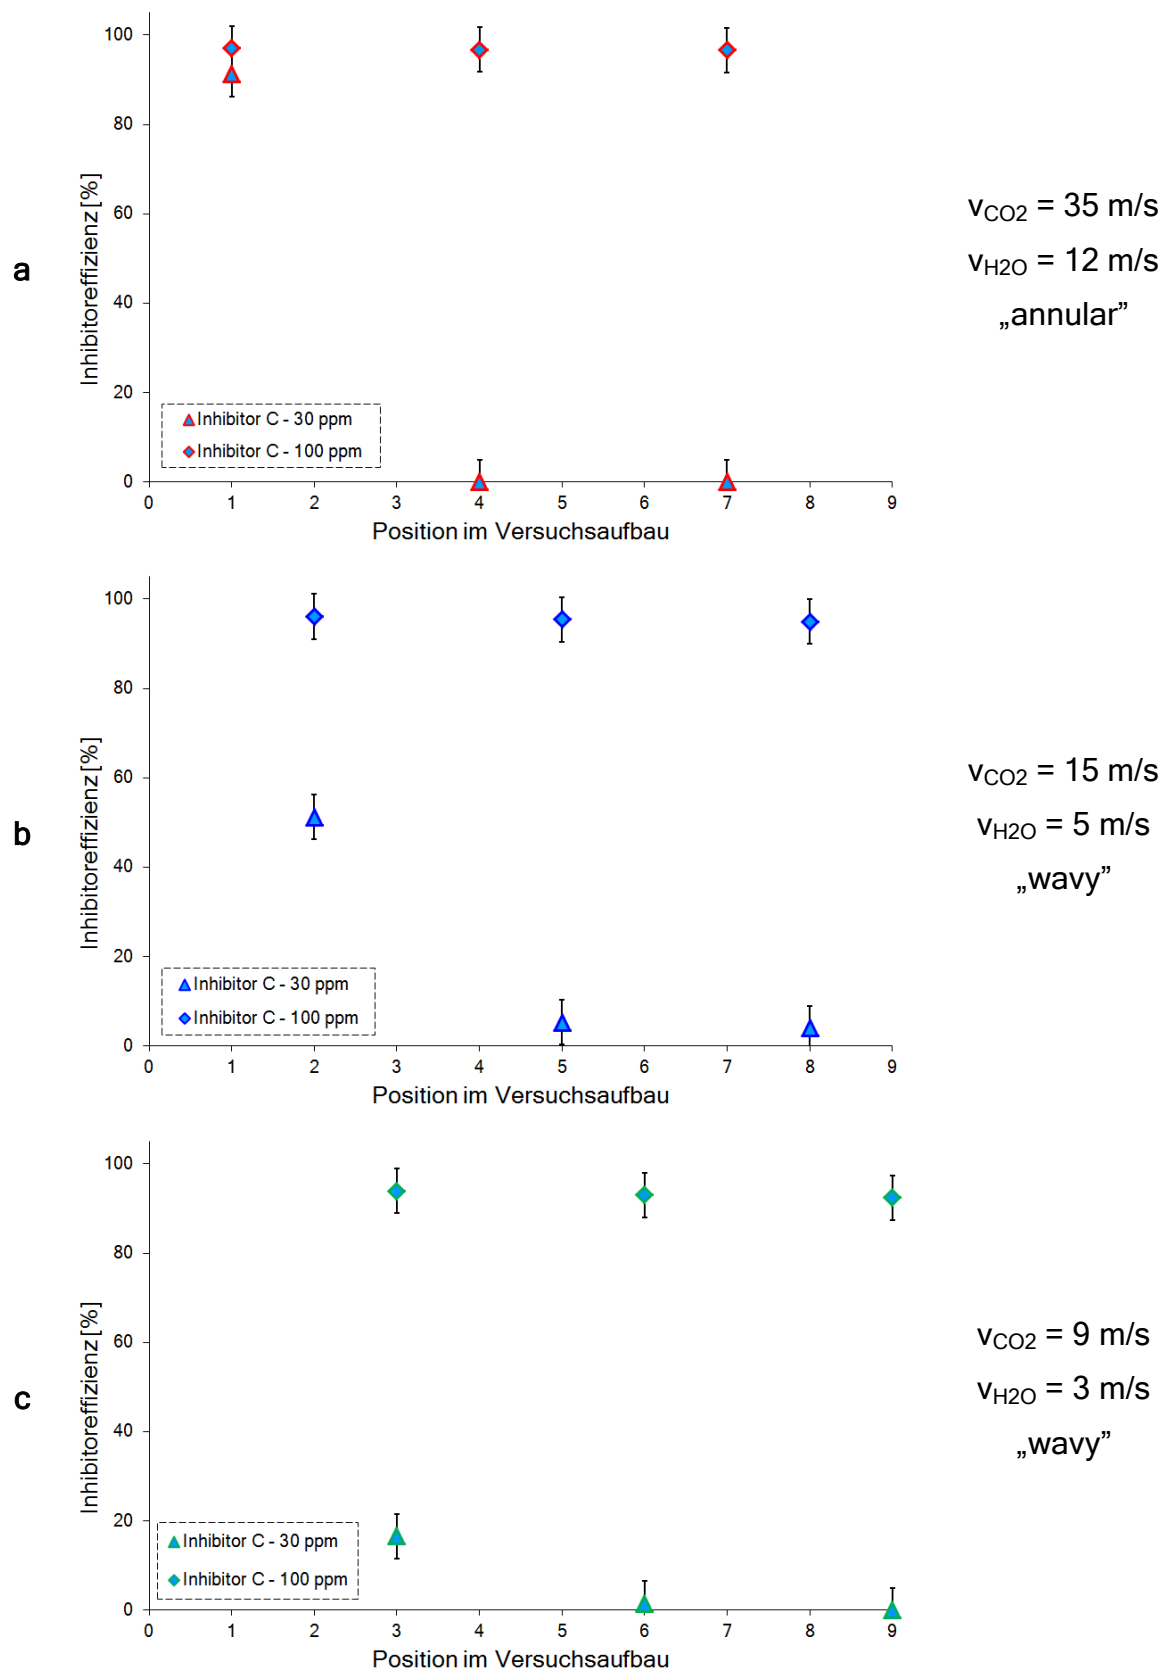 a
Inhibitoreffizienz [%]
100
80
60
40
20
0
Inhibitor C - 30 ppm
Inhibitor C - 100 ppm
0 1 2 3 4 5 6 7 8 9
Position im Versuchsaufbau
vCO2 = 35 m/s
vH2O = 12 m/s
„annular”
b
Inhibitoreffizienz [%]
100
80
60
40
20
0
Inhibitor C - 30 ppm
Inhibitor C - 100 ppm
0 1 2 3 4 5 6 7 8 9
Position im Versuchsaufbau
vCO2 = 15 m/s
vH2O = 5 m/s
„wavy”
c
Inhibitoreffizienz [%]
100
80
60
40
20
0
Inhibitor C - 30 ppm
Inhibitor C - 100 ppm
0 1 2 3 4 5 6 7 8 9
Position im Versuchsaufbau
vCO2 = 9 m/s
vH2O = 3 m/s
„wavy”